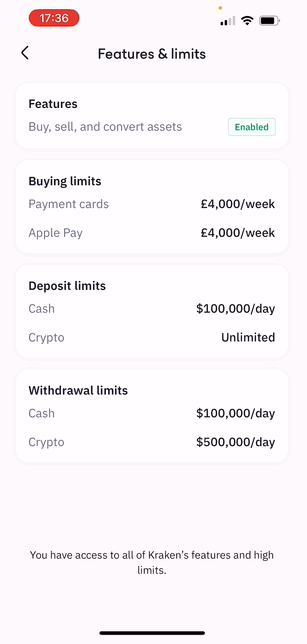 17:36
Features & limits
Features
Buy, sell, and convert assets Enabled
Buying limits
Payment cards £4,000/week
Apple Pay £4,000/week
Deposit limits
Cash $100,000/day
Crypto Unlimited
Withdrawal limits
Cash $100,000/day
Crypto $500,000/day
You have access to all of Kraken's features and high
limits.